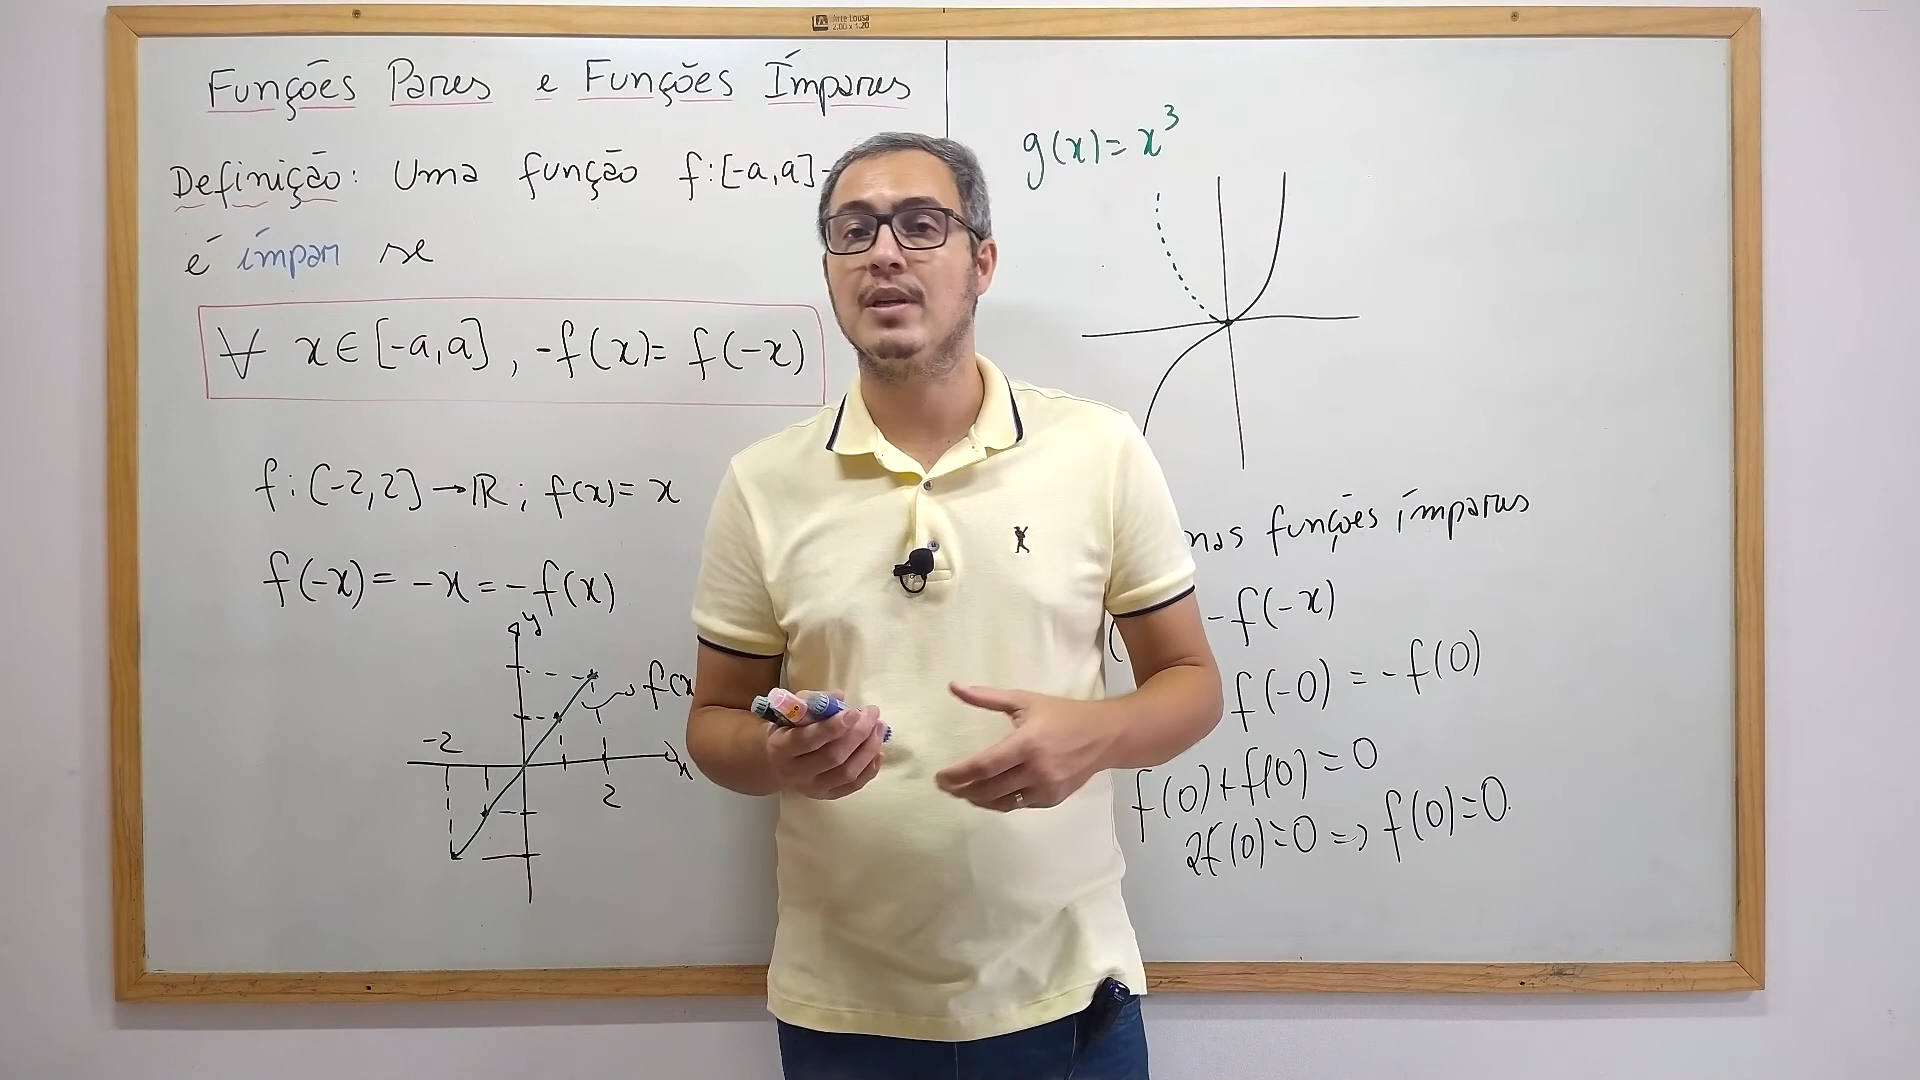 Arte Lousa
2,00 x 1,20
Funções Pares e Funções Ímpares
Definição: Uma função f:[-a,a]
é ímpar se
∀ x∈[-a,a], -f(x)= f(-x)
f:[-2,2]→ℝ; f(x)= x
f(-x)= -x = -f(x)
y
f(x
-2
x
2
g(x)= x³
nas funções ímpares
-f(-x)
f(-0) = -f(0)
f(0)+f(0)=0
2f(0)=0 => f(0)=0.